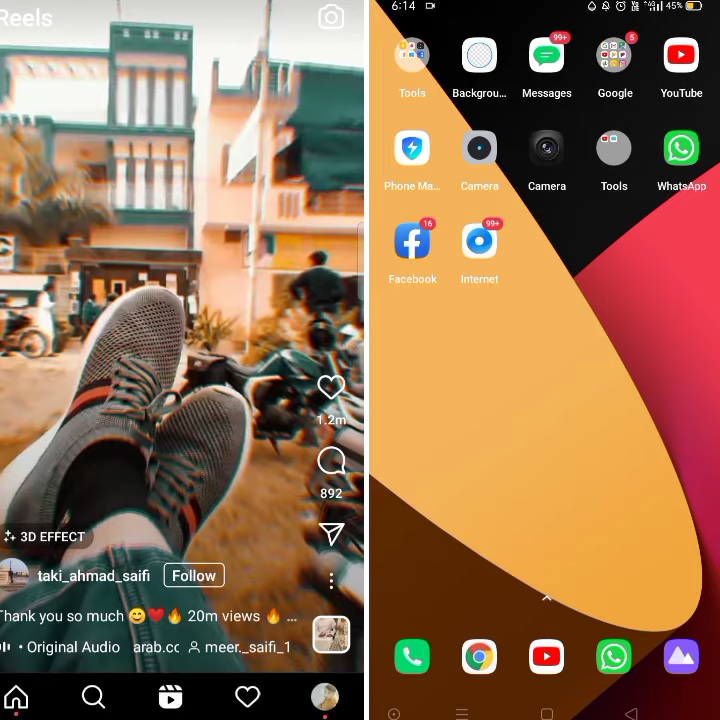 Reels
1.2m
892
3D EFFECT
taki_ahmad_saifi Follow
Thank you so much 😊❤️🔥 20m views 🔥 ...
• Original Audio arab.cc meer._saifi_1
6:14 45%
99+ 5
Tools Backgrou... Messages Google YouTube
Phone Ma... Camera Camera Tools WhatsApp
16 99+
Facebook Internet